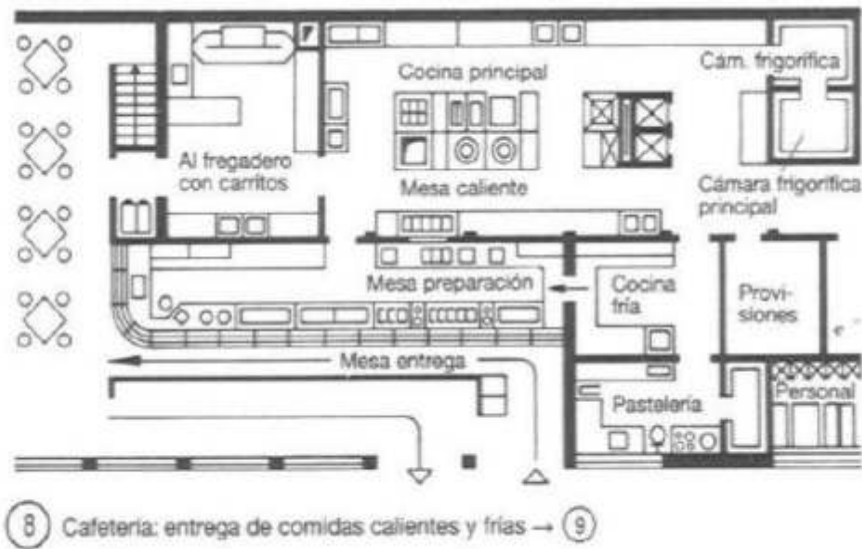 Cocina principal
Cám. frigorífica
Al fregadero
con carritos
Mesa caliente
Cámara frigorífica
principal
Mesa preparación
Cocina
fría
Provi-
siones
Mesa entrega
Pastelería
Personal
8 Cafetería: entrega de comidas calientes y frías → 9